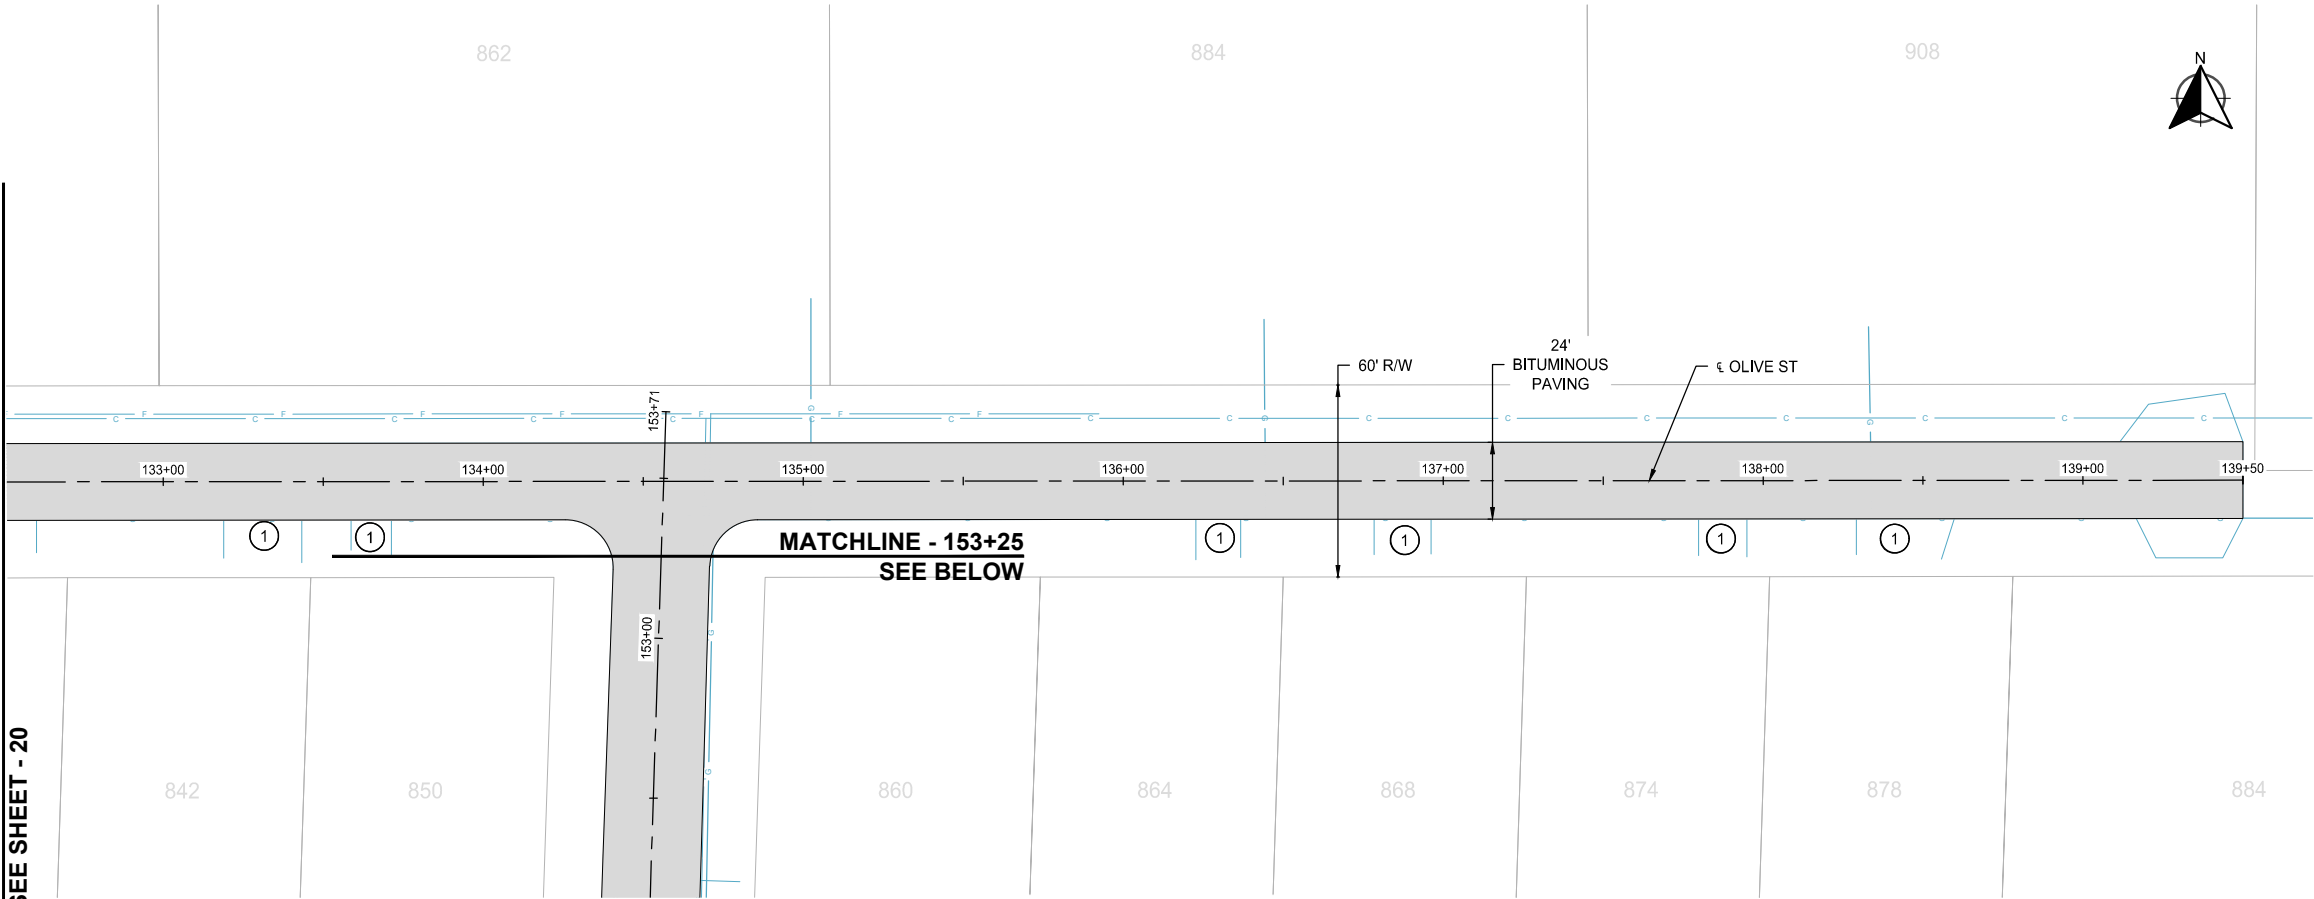 862
884
908
N
60' R/W
24'
BITUMINOUS
PAVING
℄ OLIVE ST
153+71
F F F F F F F F
C C C C C C C C C C C C C C C C
G G G
133+00 134+00 135+00 136+00 137+00 138+00 139+00 139+50
1 1 1 1 1 1
MATCHLINE - 153+25
SEE BELOW
153+00
G
G
SEE SHEET - 20
842 850 860 864 868 874 878 884